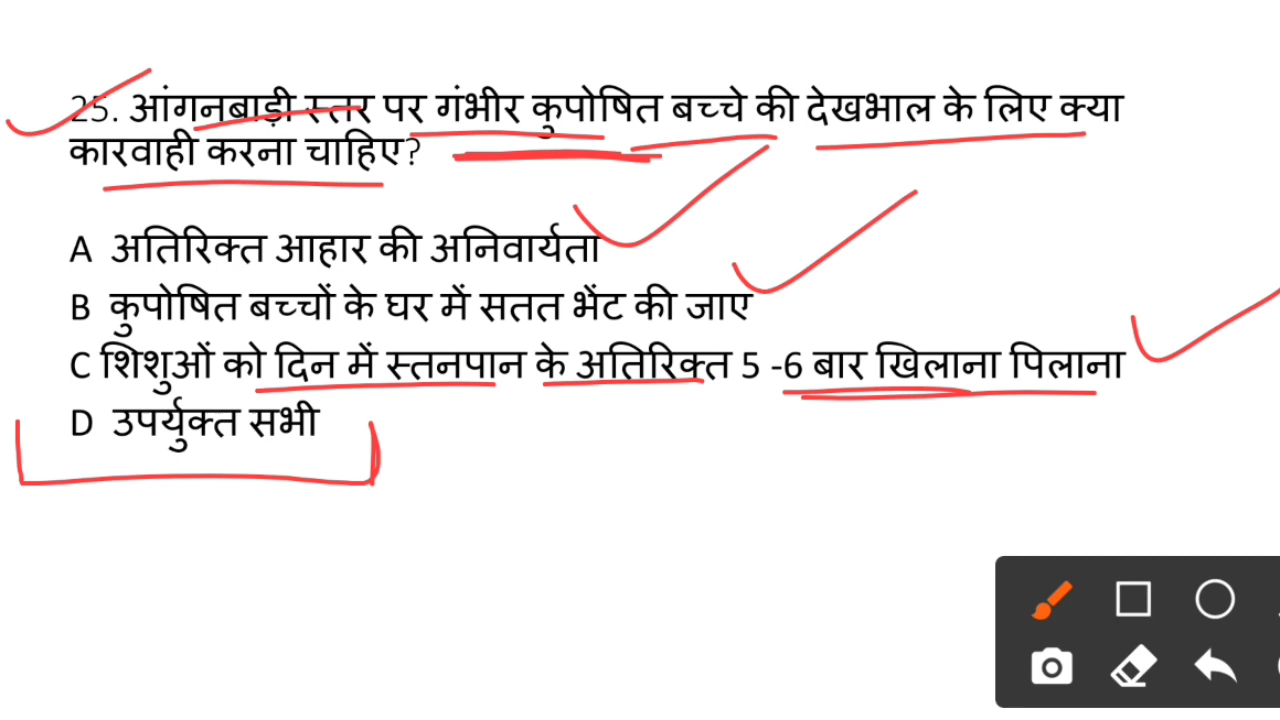 25. आंगनबाड़ी स्तर पर गंभीर कुपोषित बच्चे की देखभाल के लिए क्या
कारवाही करना चाहिए?
A अतिरिक्त आहार की अनिवार्यता
B कुपोषित बच्चों के घर में सतत भेंट की जाए
C शिशुओं को दिन में स्तनपान के अतिरिक्त 5 -6 बार खिलाना पिलाना
D उपर्युक्त सभी